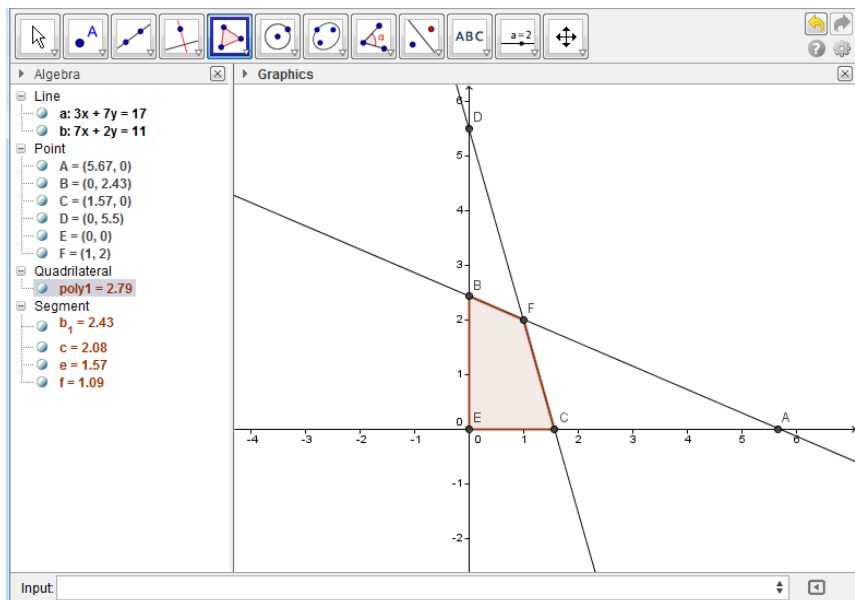 A
ABC
a = 2
Algebra
Graphics
Line
a: 3x + 7y = 17
b: 7x + 2y = 11
Point
A = (5.67, 0)
B = (0, 2.43)
C = (1.57, 0)
D = (0, 5.5)
E = (0, 0)
F = (1, 2)
Quadrilateral
poly1 = 2.79
Segment
b1 = 2.43
c = 2.08
e = 1.57
f = 1.09
6
D
5
4
3
B
2
F
1
0
E
C
A
-4
-3
-2
-1
0
1
2
3
4
5
6
-1
-2
Input: